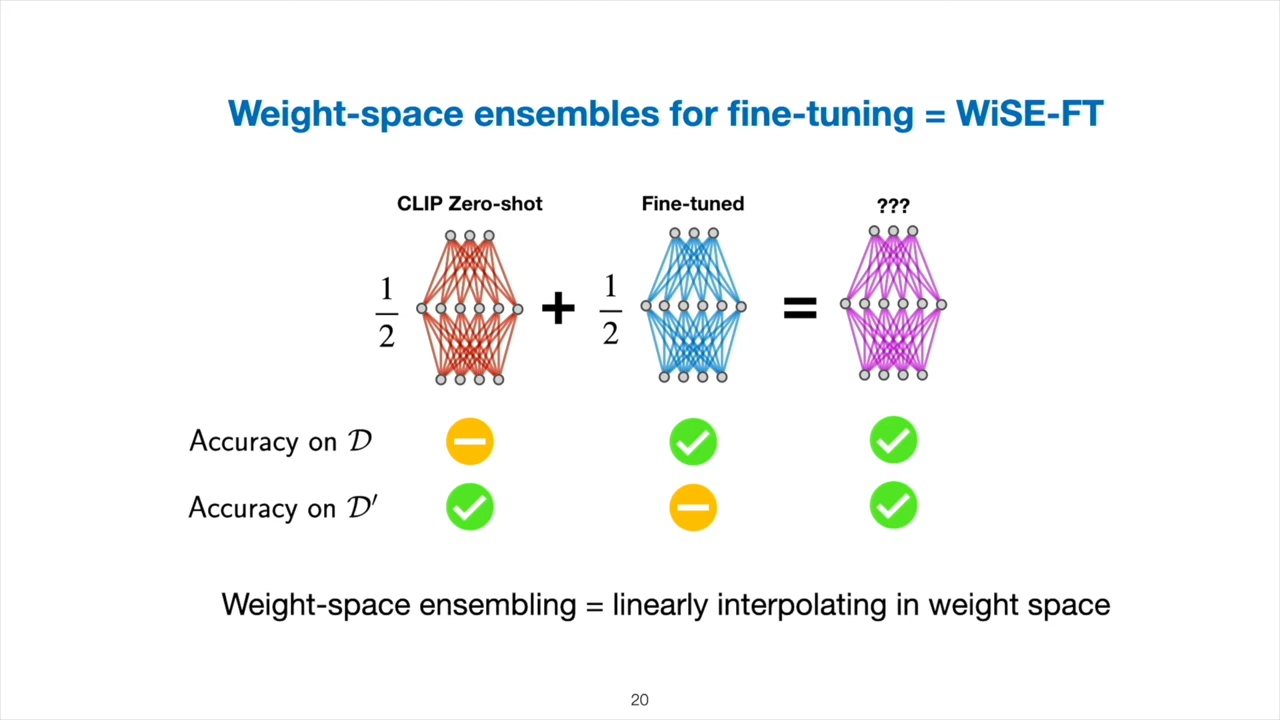 Weight-space ensembles for fine-tuning = WiSE-FT
CLIP Zero-shot Fine-tuned ???
1/2 + 1/2 =
Accuracy on 𝒟
Accuracy on 𝒟′
Weight-space ensembling = linearly interpolating in weight space
20